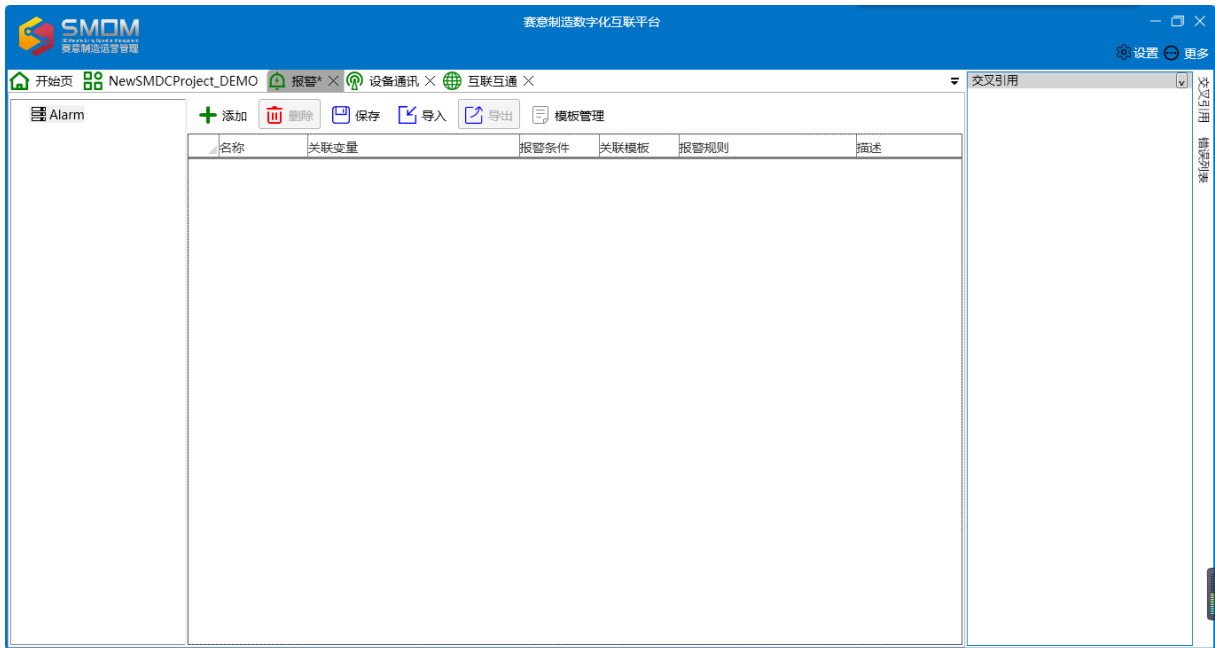 赛意制造数字化互联平台
SMOM
赛意制造运营管理
设置 更多
开始页 NewSMDCProject_DEMO 报警* 设备通讯 互联互通
交叉引用
交叉引用
错误列表
Alarm
添加 删除 保存 导入 导出 模板管理
名称 关联变量 报警条件 关联模板 报警规则 描述